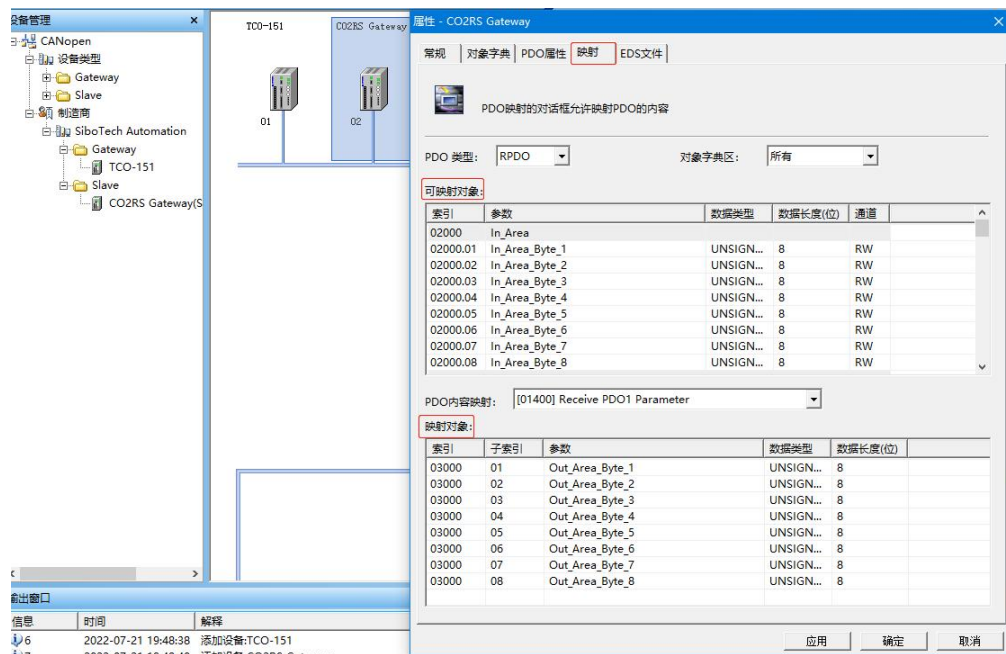 设备管理 ×
CANopen
设备类型
Gateway
Slave
制造商
SiboTech Automation
Gateway
TCO-151
Slave
CO2RS Gateway(S
TCO-151
01
CO2RS Gateway
02
属性 - CO2RS Gateway
常规 对象字典 PDO属性 映射 EDS文件
PDO映射的对话框允许映射PDO的内容
PDO 类型: RPDO 对象字典区: 所有
可映射对象:
索引 参数 数据类型 数据长度(位) 通道
02000 In_Area
02000.01 In_Area_Byte_1 UNSIGN... 8 RW
02000.02 In_Area_Byte_2 UNSIGN... 8 RW
02000.03 In_Area_Byte_3 UNSIGN... 8 RW
02000.04 In_Area_Byte_4 UNSIGN... 8 RW
02000.05 In_Area_Byte_5 UNSIGN... 8 RW
02000.06 In_Area_Byte_6 UNSIGN... 8 RW
02000.07 In_Area_Byte_7 UNSIGN... 8 RW
02000.08 In_Area_Byte_8 UNSIGN... 8 RW
PDO内容映射: [01400] Receive PDO1 Parameter
映射对象:
索引 子索引 参数 数据类型 数据长度(位)
03000 01 Out_Area_Byte_1 UNSIGN... 8
03000 02 Out_Area_Byte_2 UNSIGN... 8
03000 03 Out_Area_Byte_3 UNSIGN... 8
03000 04 Out_Area_Byte_4 UNSIGN... 8
03000 05 Out_Area_Byte_5 UNSIGN... 8
03000 06 Out_Area_Byte_6 UNSIGN... 8
03000 07 Out_Area_Byte_7 UNSIGN... 8
03000 08 Out_Area_Byte_8 UNSIGN... 8
应用 确定 取消
输出窗口
信息 时间 解释
6 2022-07-21 19:48:38 添加设备:TCO-151